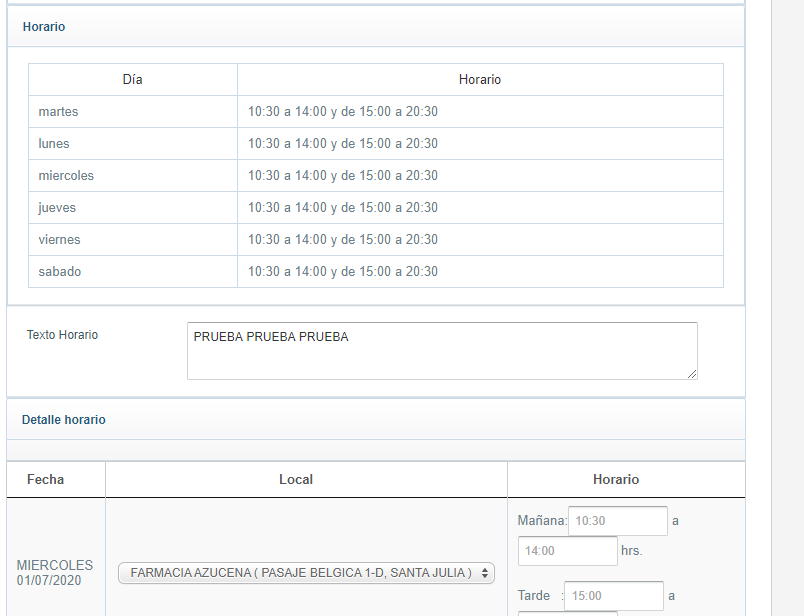 Horario
Día Horario
martes 10:30 a 14:00 y de 15:00 a 20:30
lunes 10:30 a 14:00 y de 15:00 a 20:30
miercoles 10:30 a 14:00 y de 15:00 a 20:30
jueves 10:30 a 14:00 y de 15:00 a 20:30
viernes 10:30 a 14:00 y de 15:00 a 20:30
sabado 10:30 a 14:00 y de 15:00 a 20:30
Texto Horario PRUEBA PRUEBA PRUEBA
Detalle horario
Fecha Local Horario
Mañana: 10:30 a
14:00 hrs.
MIERCOLES
01/07/2020
FARMACIA AZUCENA ( PASAJE BELGICA 1-D, SANTA JULIA )
Tarde : 15:00 a